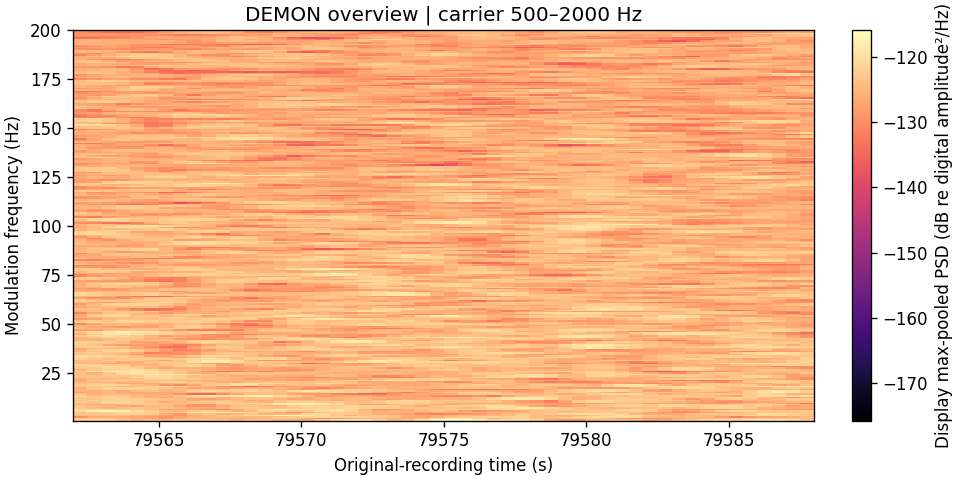 DEMON overview | carrier 500–2000 Hz
200
175
150
125
100
75
50
25
Modulation frequency (Hz)
79565 79570 79575 79580 79585
Original-recording time (s)
−120
−130
−140
−150
−160
−170
Display max-pooled PSD (dB re digital amplitude²/Hz)